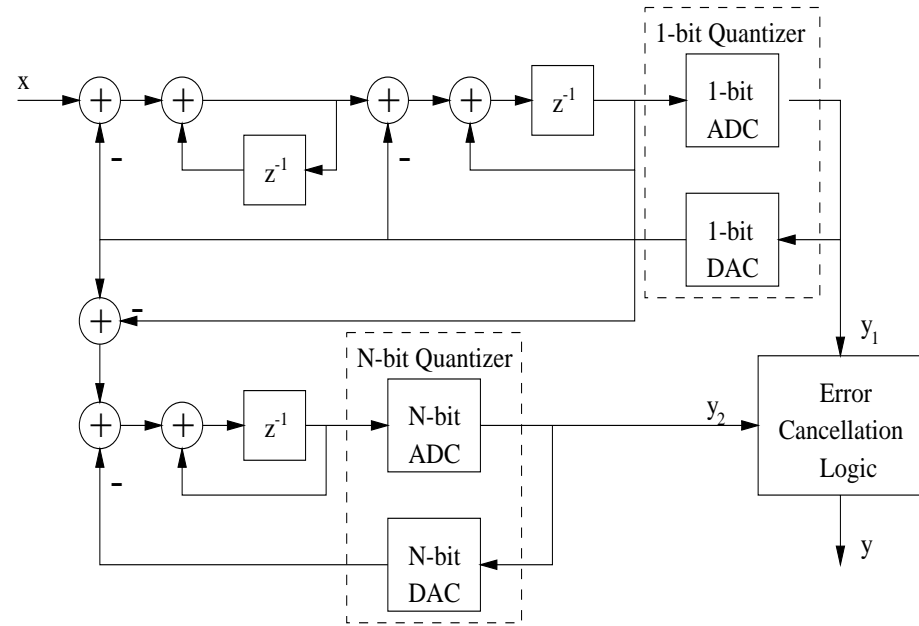 1-bit Quantizer
x
+
+
+
+
z⁻¹
1-bit
ADC
-
z⁻¹
-
1-bit
DAC
+
-
y₁
N-bit Quantizer
+
+
z⁻¹
N-bit
ADC
y₂
Error
Cancellation
Logic
-
N-bit
DAC
y